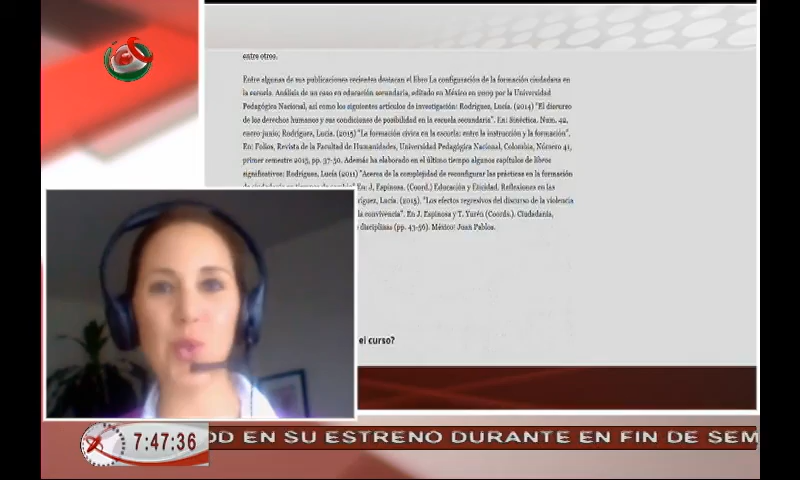 entre otros.
Entre algunas de sus publicaciones recientes destacan el libro La configuración de la formación ciudadana en
la escuela. Análisis de un caso en educación secundaria, editado en México en 2009 por la Universidad
Pedagógica Nacional, así como los siguientes artículos de investigación: Rodríguez, Lucía. (2014) "El discurso
de los derechos humanos y sus condiciones de posibilidad en la escuela secundaria". En: Sinéctica. Num. 42,
enero-junio; Rodríguez, Lucía. (2015) "La formación cívica en la escuela: entre la instrucción y la formación".
En: Folios, Revista de la Facultad de Humanidades, Universidad Pedagógica Nacional, Colombia, Número 41,
primer semestre 2015, pp. 37-50. Además ha elaborado en el último tiempo algunos capítulos de libros
significativos: Rodríguez, Lucía (2011) "Acerca de la complejidad de reconfigurar las prácticas en la formación
En: J, Espinosa. (Coord.) Educación y Eticidad. Reflexiones en las
ríguez, Lucía. (2015). "Los efectos regresivos del discurso de la violencia
la convivencia". En J. Espinosa y T. Yurén (Coords.). Ciudadanía,
disciplinas (pp. 43-56). México: Juan Pablos.
el curso?
7:47:36
OD EN SU ESTRENO DURANTE EN FIN DE SEM